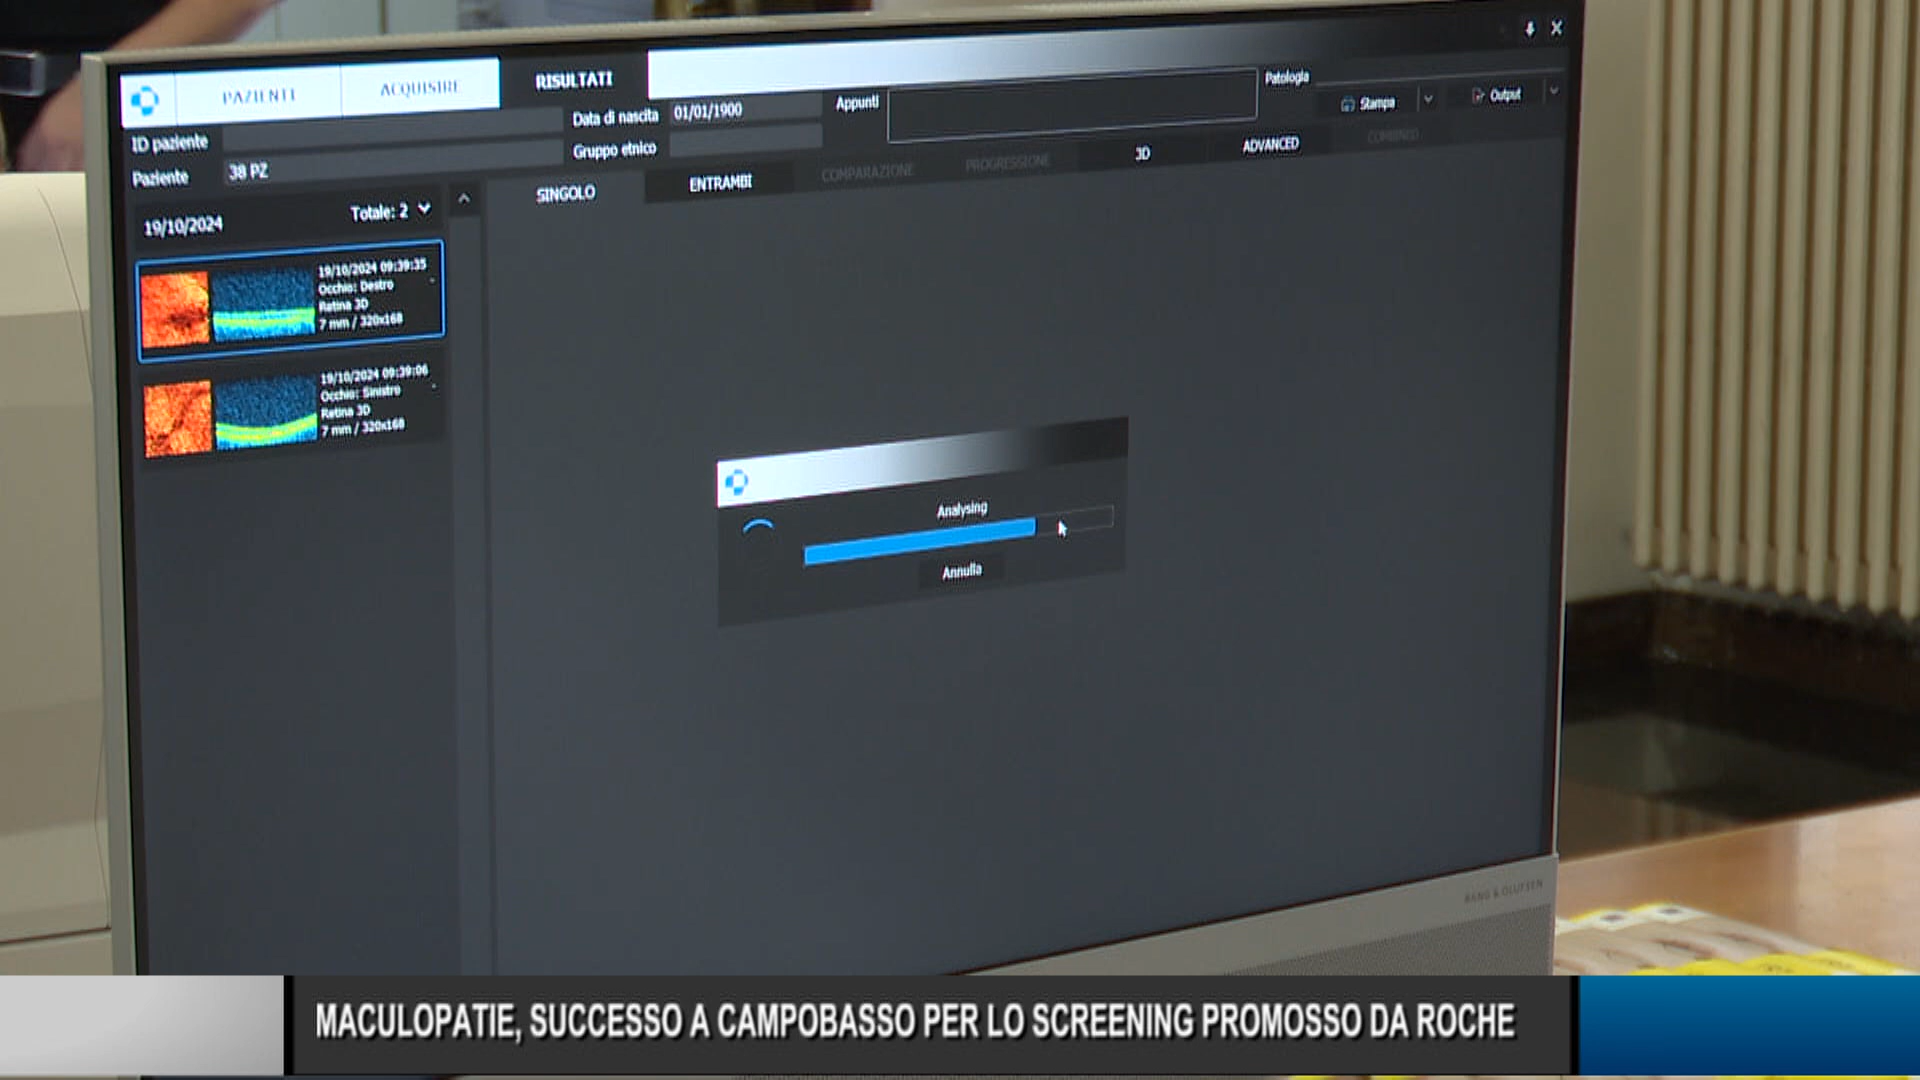 PAZIENTI
ACQUISIRE
RISULTATI
ID paziente
Data di nascita 01/01/1900
Appunti
Patologia
Stampa
Output
Paziente 38 PZ
Gruppo etnico
SINGOLO
ENTRAMBI
COMPARAZIONE
PROGRESSIONE
3D
ADVANCED
COMBINED
19/10/2024
Totale: 2
19/10/2024 09:39:35
Occhio: Destro
Retina 3D
7 mm / 320x168
19/10/2024 09:39:06
Occhio: Sinistro
Retina 3D
7 mm / 320x168
Analysing
Annulla
BANG & OLUFSEN
MACULOPATIE, SUCCESSO A CAMPOBASSO PER LO SCREENING PROMOSSO DA ROCHE